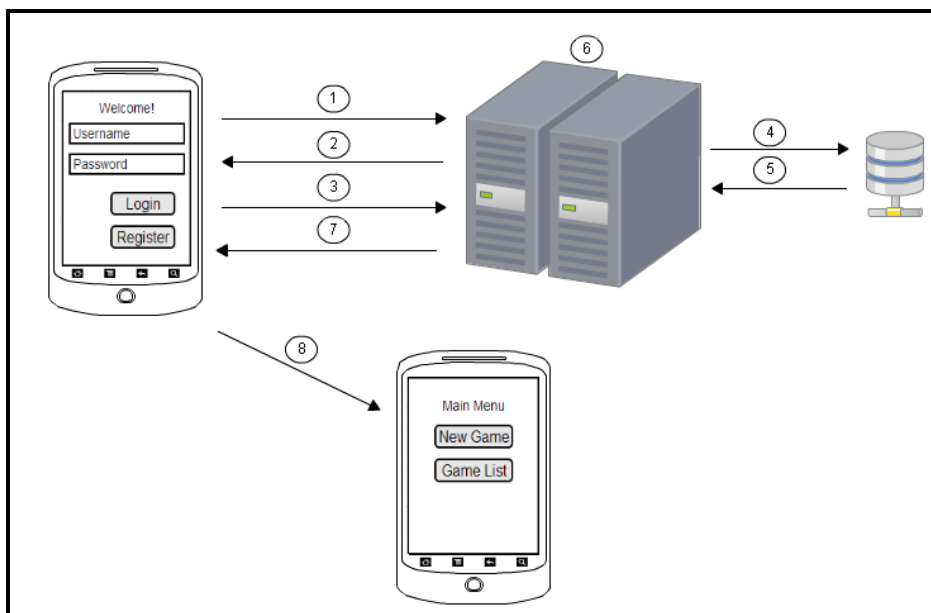 6
1
Welcome!
Username
2
4
Password
5
3
Login
7
Register
8
Main Menu
New Game
Game List